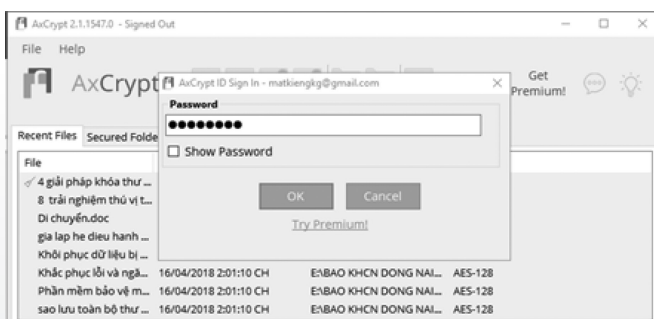 AxCrypt 2.1.1547.0 - Signed Out
File Help
AxCrypt
Get
Premium!
AxCrypt ID Sign In - matkiengkg@gmail.com
Password
Show Password
OK Cancel
Try Premium!
Recent Files Secured Folde
File
4 giải pháp khóa thư ...
8 trải nghiệm thú vị t...
Di chuyển.doc
gia lap he dieu hanh ...
Khôi phục dữ liệu bị ...
Khắc phục lỗi và ngă... 16/04/2018 2:01:10 CH E:\BAO KHCN DONG NAI... AES-128
Phần mềm bảo vệ m... 16/04/2018 2:01:10 CH E:\BAO KHCN DONG NAI... AES-128
sao lưu toàn bộ thư ... 16/04/2018 2:01:10 CH E:\BAO KHCN DONG NAI... AES-128